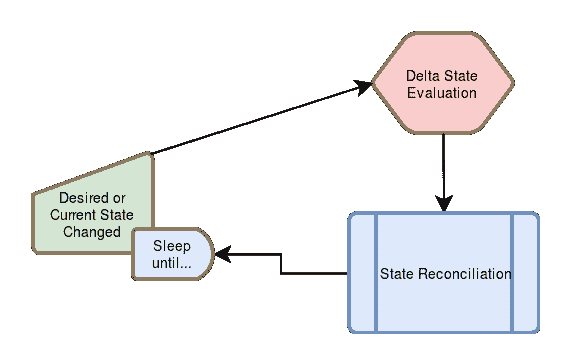 Delta State
Evaluation
Desired or
Current State
Changed
Sleep
until...
State Reconciliation